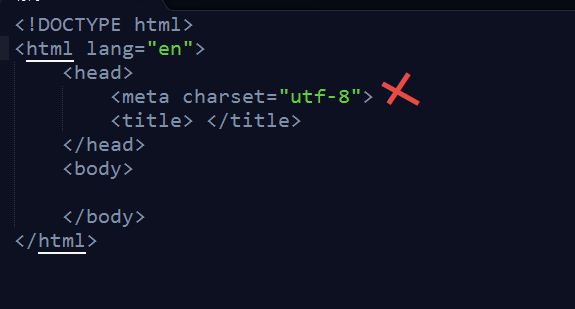 <!DOCTYPE html>
<html lang="en">
<head>
<meta charset="utf-8">
<title> </title>
</head>
<body>
</body>
</html>